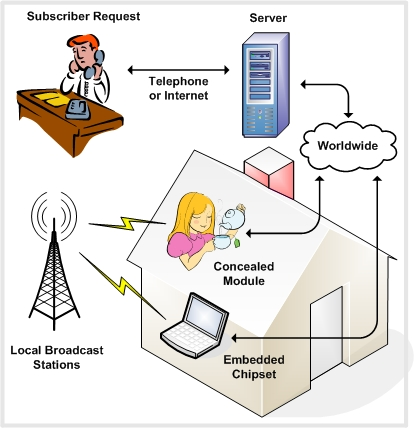 Subscriber Request
Server
Telephone
or Internet
Worldwide
Concealed
Module
Local Broadcast
Stations
Embedded
Chipset